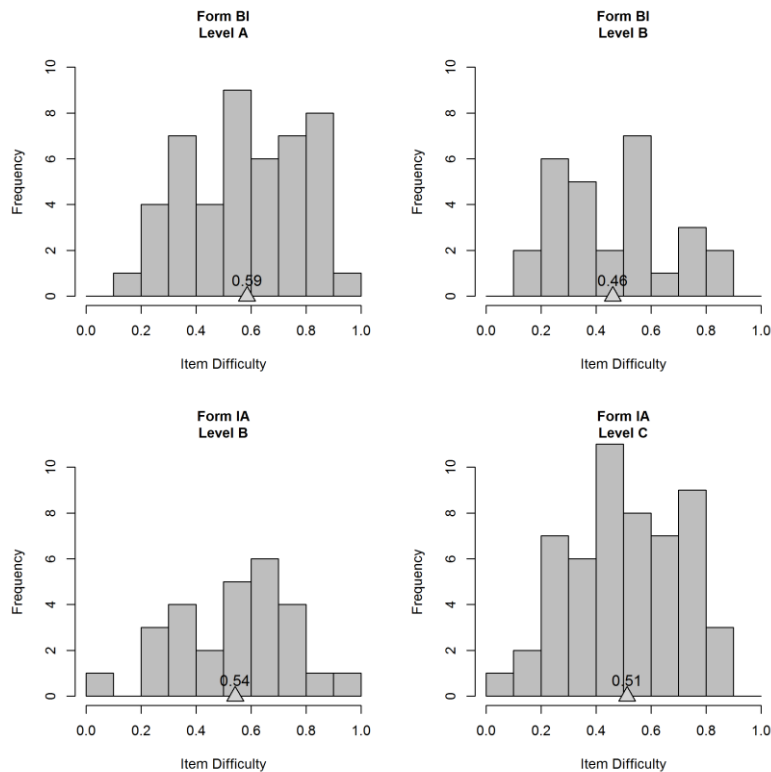 Form BI
Level A
10
8
6
4
2
0
Frequency
0.59
0.0 0.2 0.4 0.6 0.8 1.0
Item Difficulty
Form BI
Level B
10
8
6
4
2
0
Frequency
0.46
0.0 0.2 0.4 0.6 0.8 1.0
Item Difficulty
Form IA
Level B
10
8
6
4
2
0
Frequency
0.54
0.0 0.2 0.4 0.6 0.8 1.0
Item Difficulty
Form IA
Level C
10
8
6
4
2
0
Frequency
0.51
0.0 0.2 0.4 0.6 0.8 1.0
Item Difficulty